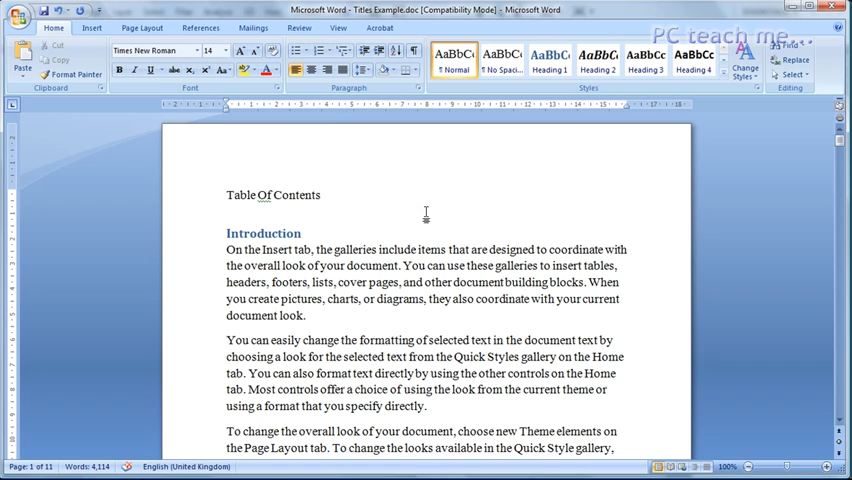 Microsoft Word - Titles Example.doc [Compatibility Mode] - Microsoft Word
PC teach me...
Home Insert Page Layout References Mailings Review View Acrobat
Paste
Cut
Copy
Format Painter
Clipboard
Times New Roman 14
Font
Paragraph
AaBbCc AaBbCc AaBbCc AaBbCc AaBbCc AaBbCc
¶ Normal ¶ No Spaci... Heading 1 Heading 2 Heading 3 Heading 4
Change Styles
Styles
Find
Replace
Select
Editing
Table Of Contents
Introduction
On the Insert tab, the galleries include items that are designed to coordinate with
the overall look of your document. You can use these galleries to insert tables,
headers, footers, lists, cover pages, and other document building blocks. When
you create pictures, charts, or diagrams, they also coordinate with your current
document look.
You can easily change the formatting of selected text in the document text by
choosing a look for the selected text from the Quick Styles gallery on the Home
tab. You can also format text directly by using the other controls on the Home
tab. Most controls offer a choice of using the look from the current theme or
using a format that you specify directly.
To change the overall look of your document, choose new Theme elements on
the Page Layout tab. To change the looks available in the Quick Style gallery,
Page: 1 of 11 Words: 4,114 English (United Kingdom) 100%